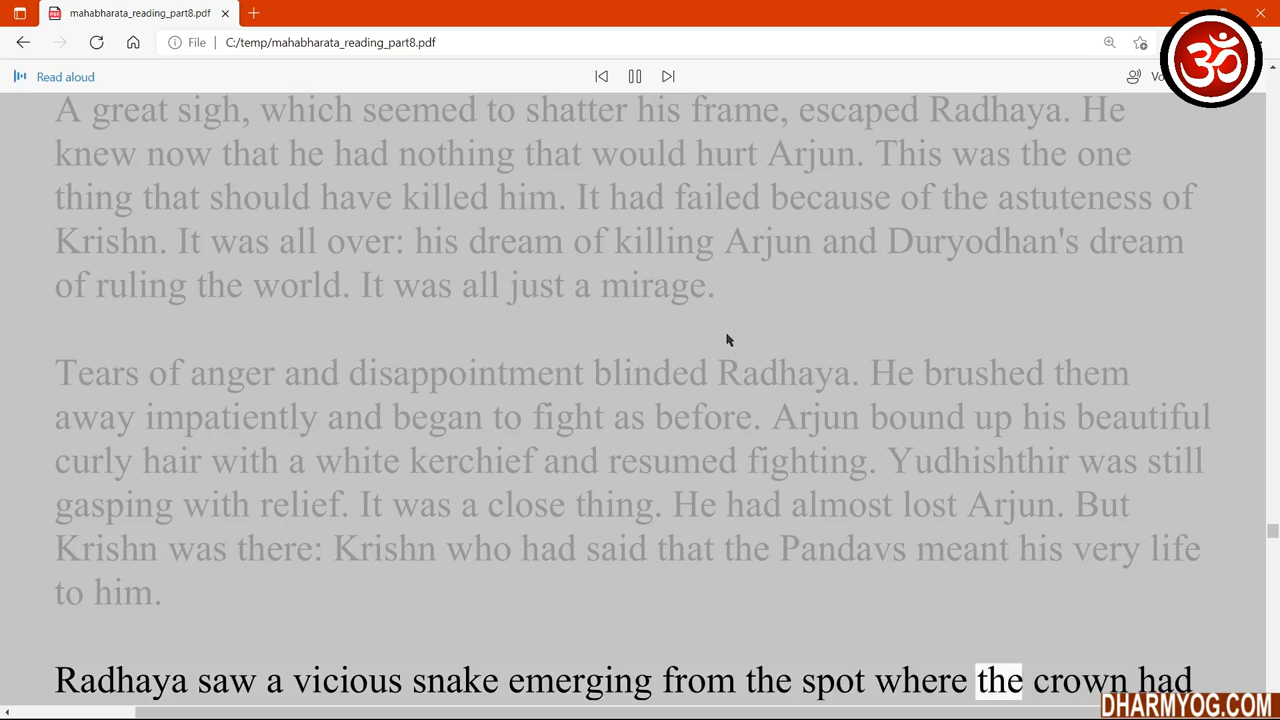 mahabharata_reading_part8.pdf
File
C:/temp/mahabharata_reading_part8.pdf
ॐ
Read aloud
A great sigh, which seemed to shatter his frame, escaped Radhaya. He
knew now that he had nothing that would hurt Arjun. This was the one
thing that should have killed him. It had failed because of the astuteness of
Krishn. It was all over: his dream of killing Arjun and Duryodhan's dream
of ruling the world. It was all just a mirage.
Tears of anger and disappointment blinded Radhaya. He brushed them
away impatiently and began to fight as before. Arjun bound up his beautiful
curly hair with a white kerchief and resumed fighting. Yudhishthir was still
gasping with relief. It was a close thing. He had almost lost Arjun. But
Krishn was there: Krishn who had said that the Pandavs meant his very life
to him.
Radhaya saw a vicious snake emerging from the spot where the crown had
DHARMYOG.COM